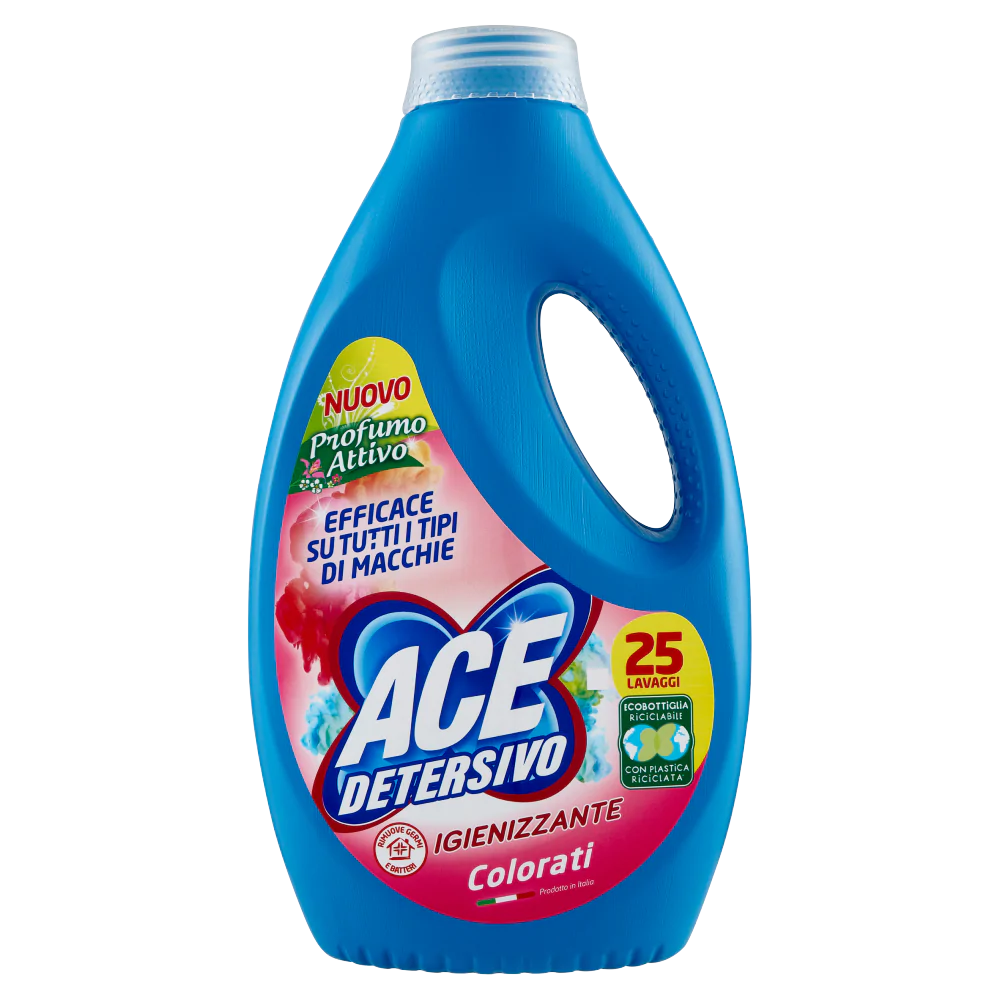 NUOVO
Profumo
Attivo
EFFICACE
SU TUTTI I TIPI
DI MACCHIE
ACE
DETERSIVO
25
LAVAGGI
ECOBOTTIGLIA
RICICLABILE
CON PLASTICA
RICICLATA*
RIMUOVE GERMI
E BATTERI
IGIENIZZANTE
Colorati
Prodotto in Italia